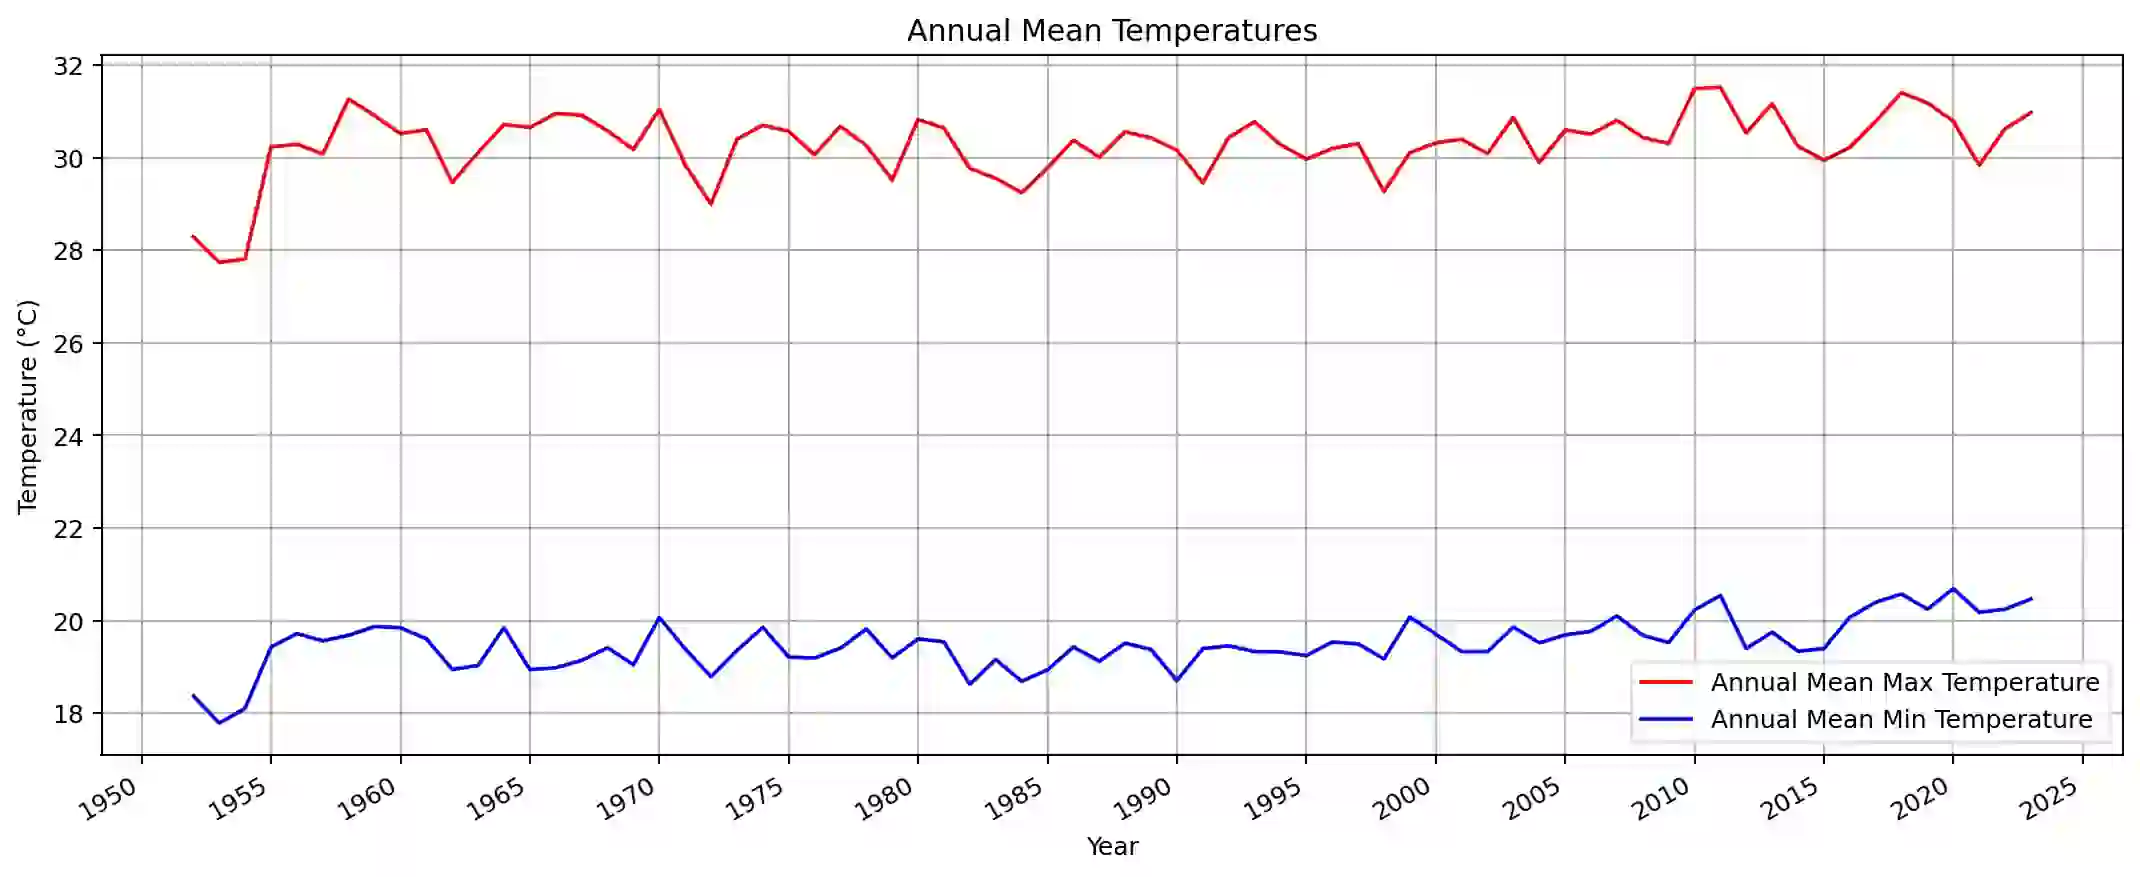 Annual Mean Temperatures
32
30
28
26
24
22
20
18
Temperature (°C)
Annual Mean Max Temperature
Annual Mean Min Temperature
1950 1955 1960 1965 1970 1975 1980 1985 1990 1995 2000 2005 2010 2015 2020 2025
Year